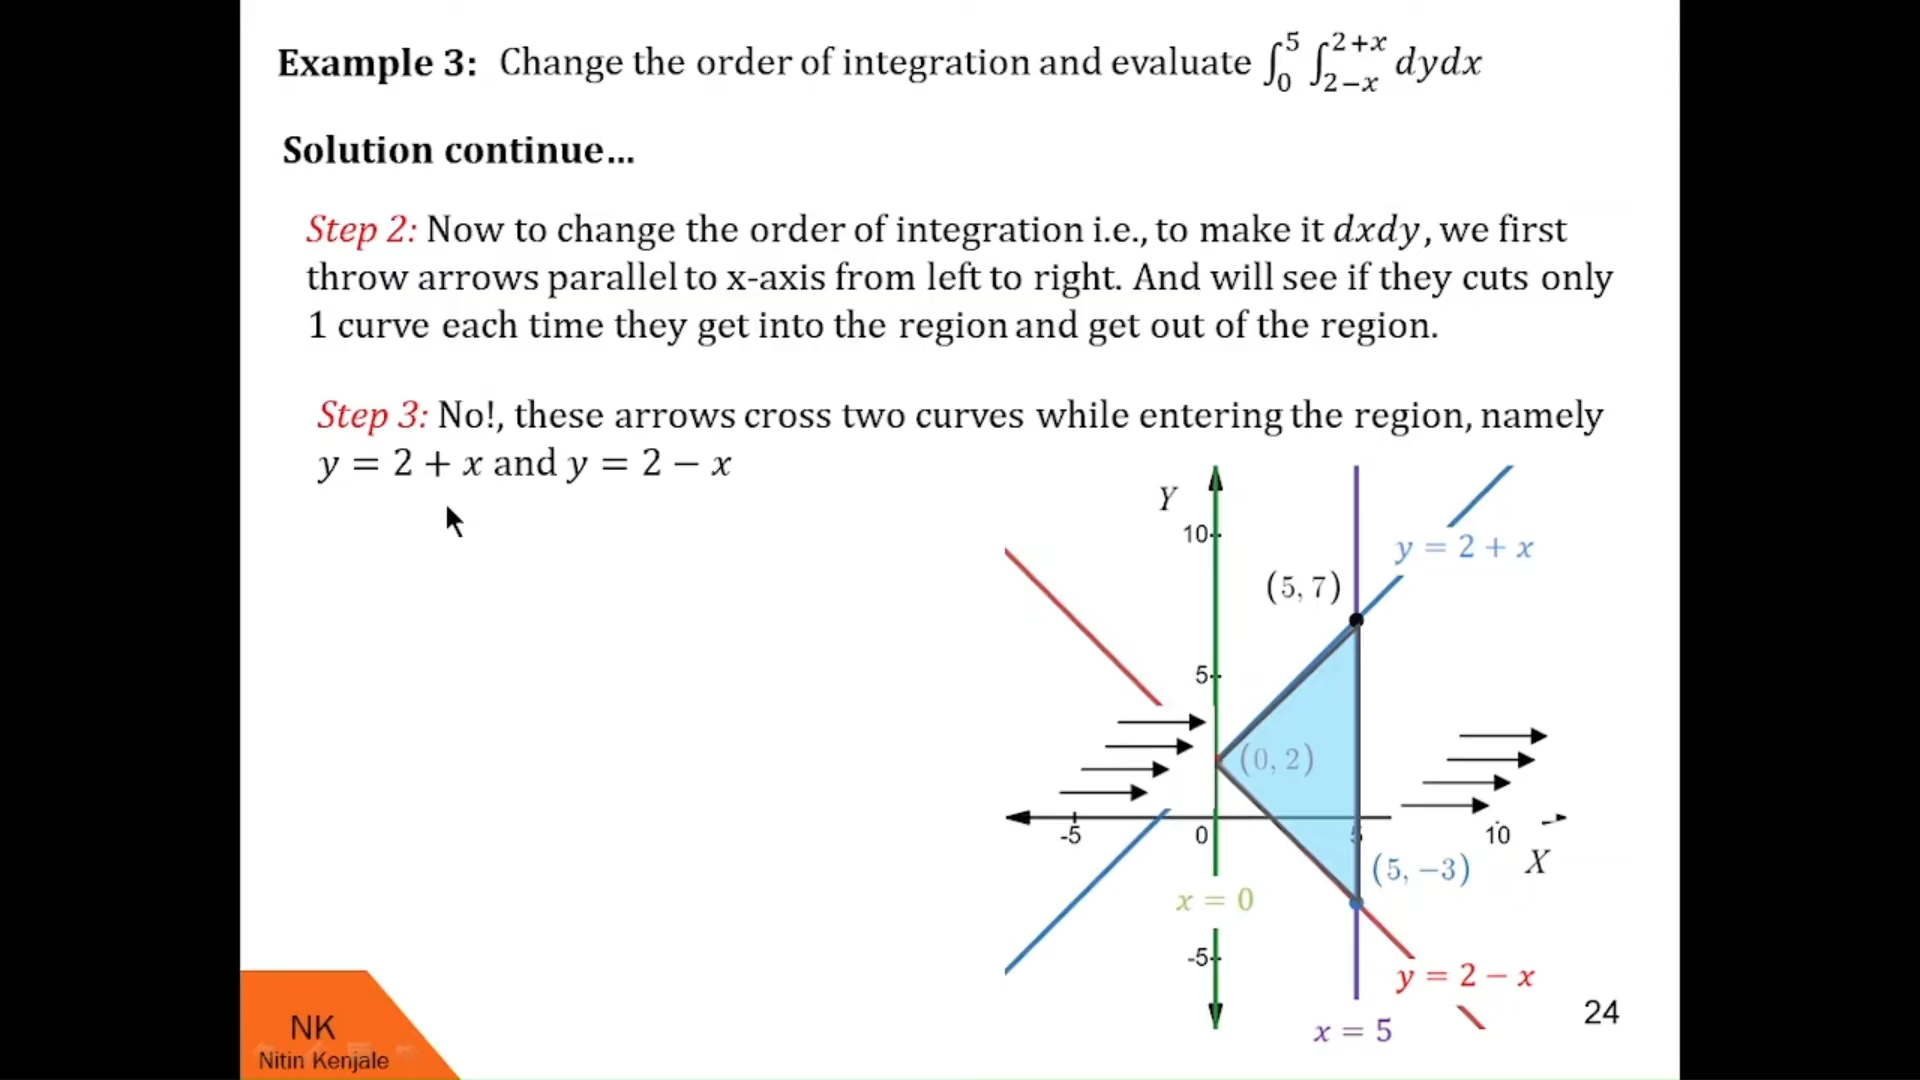 Example 3: Change the order of integration and evaluate ∫₀⁵ ∫₂₋ₓ²⁺ˣ dydx
Solution continue...
Step 2: Now to change the order of integration i.e., to make it dxdy, we first
throw arrows parallel to x-axis from left to right. And will see if they cuts only
1 curve each time they get into the region and get out of the region.
Step 3: No!, these arrows cross two curves while entering the region, namely
y = 2 + x and y = 2 − x
Y
10
y = 2 + x
(5, 7)
5
(0, 2)
-5
0
5
10
X
(5, −3)
x = 0
-5
y = 2 − x
x = 5
24
NK
Nitin Kenjale